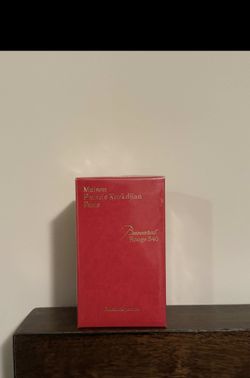 Maison
Francis Kurkdjian
Paris
Baccarat
Rouge 540